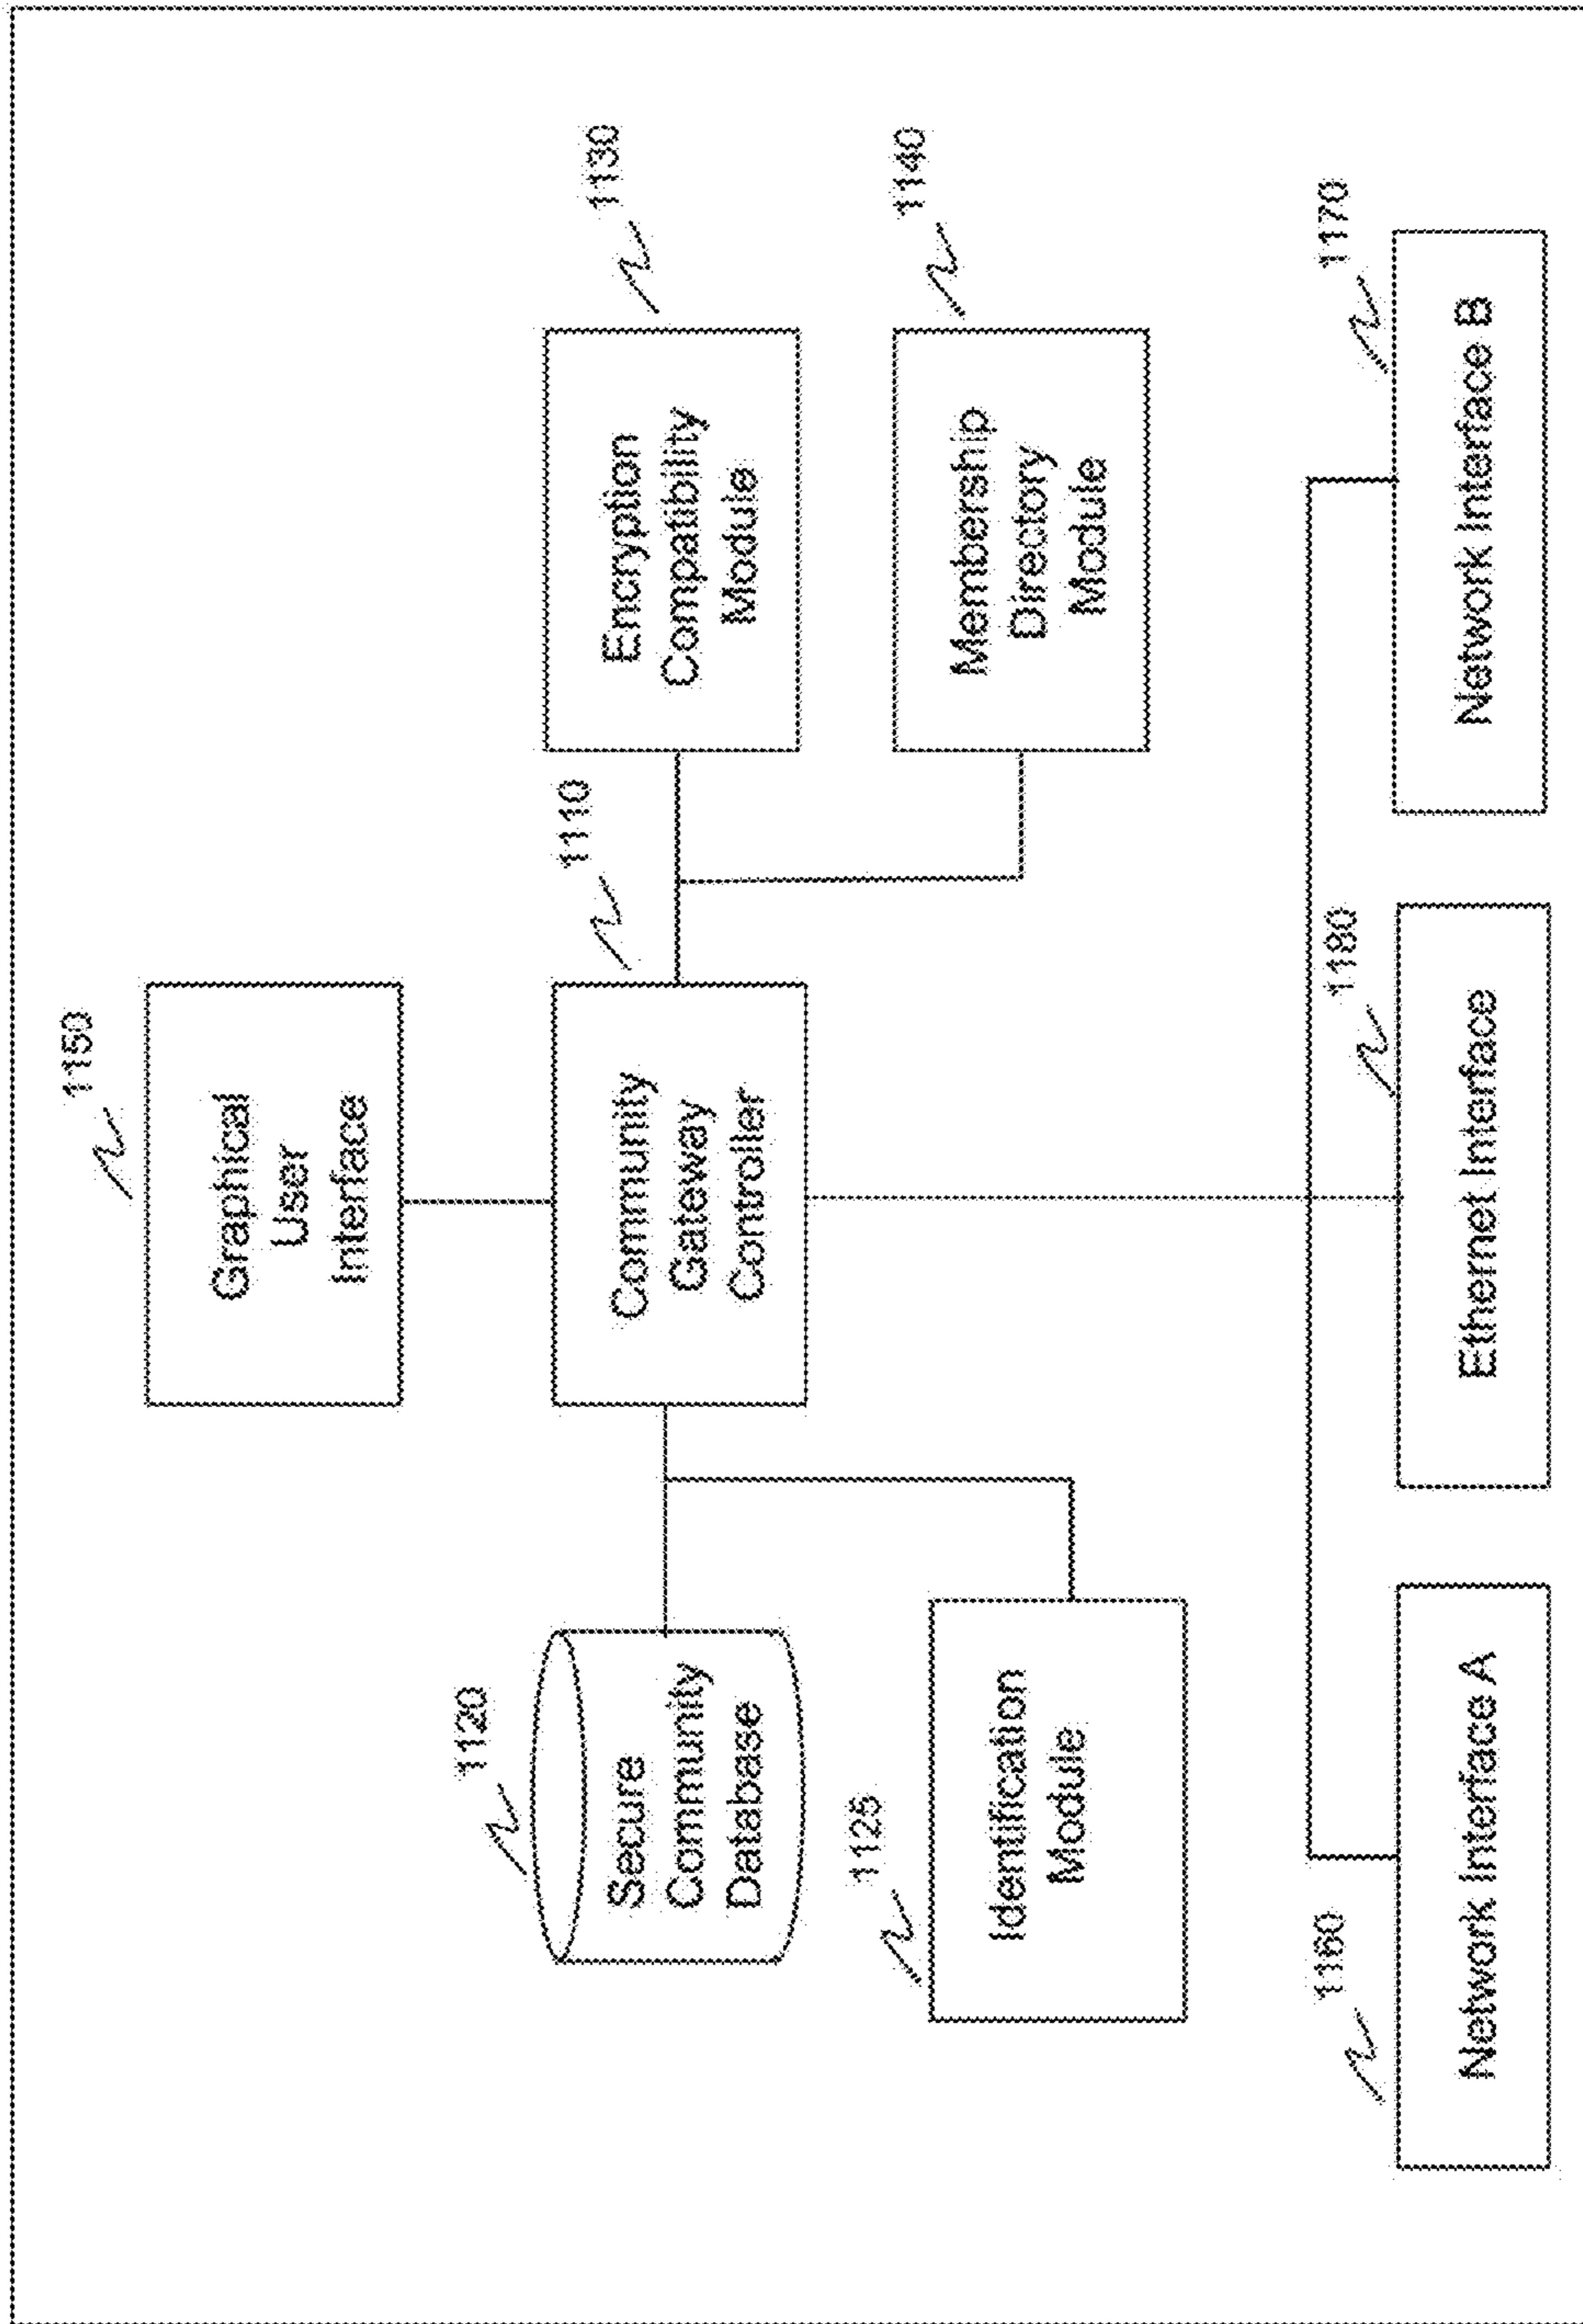 1150
Graphical
User
Interface
1120
Secure
Community
Database
1110
Community
Gateway
Controller
1130
Encryption
Compatibility
Module
1125
Identification
Module
1140
Membership
Directory
Module
1160
Network Interface A
1180
Ethernet Interface
1170
Network Interface B